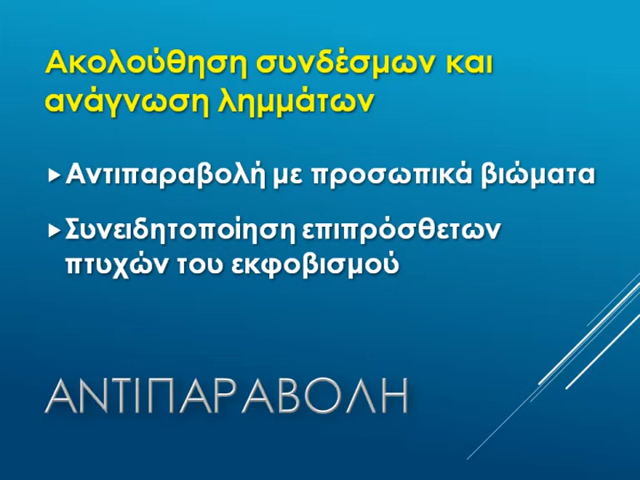 Ακολούθηση συνδέσμων και
ανάγνωση λημμάτων
Αντιπαραβολή με προσωπικά βιώματα
Συνειδητοποίηση επιπρόσθετων
πτυχών του εκφοβισμού
ΑΝΤΙΠΑΡΑΒΟΛΗ